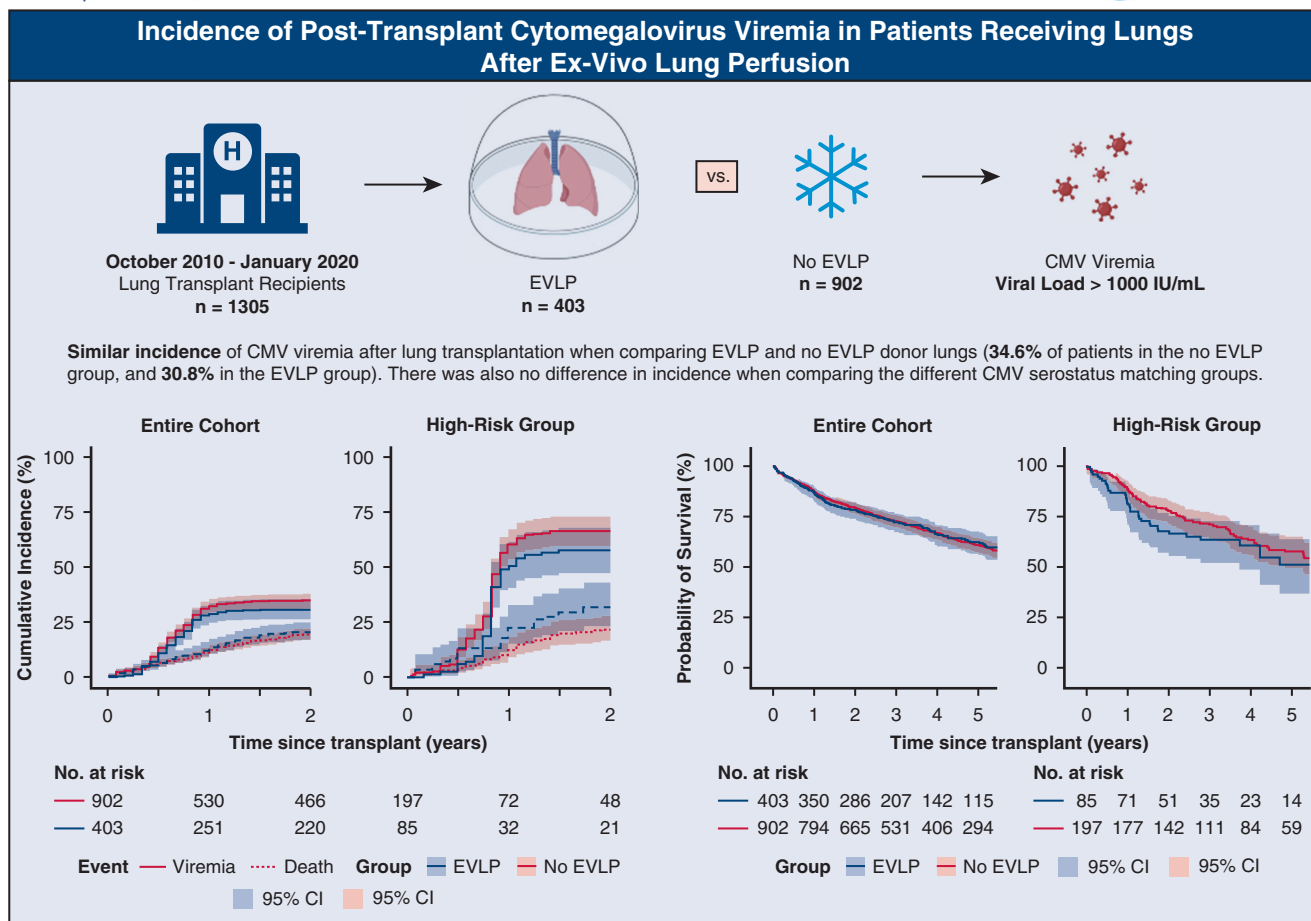 Incidence of Post-Transplant Cytomegalovirus Viremia in Patients Receiving Lungs
After Ex-Vivo Lung Perfusion
H
vs.
October 2010 - January 2020
Lung Transplant Recipients
n = 1305
EVLP
n = 403
No EVLP
n = 902
CMV Viremia
Viral Load > 1000 IU/mL
Similar incidence of CMV viremia after lung transplantation when comparing EVLP and no EVLP donor lungs (34.6% of patients in the no EVLP
group, and 30.8% in the EVLP group). There was also no difference in incidence when comparing the different CMV serostatus matching groups.
Entire Cohort
High-Risk Group
Cumulative Incidence (%)
100
75
50
25
0
0 1 2
100
75
50
25
0
0 1 2
Time since transplant (years)
No. at risk
902 530 466 197 72 48
403 251 220 85 32 21
Event Viremia Death Group EVLP No EVLP
95% CI 95% CI
Entire Cohort
High-Risk Group
Probability of Survival (%)
100
75
50
25
0
0 1 2 3 4 5
100
75
50
25
0
0 1 2 3 4 5
Time since transplant (years)
No. at risk
403 350 286 207 142 115
902 794 665 531 406 294
No. at risk
85 71 51 35 23 14
197 177 142 111 84 59
Group EVLP No EVLP 95% CI 95% CI